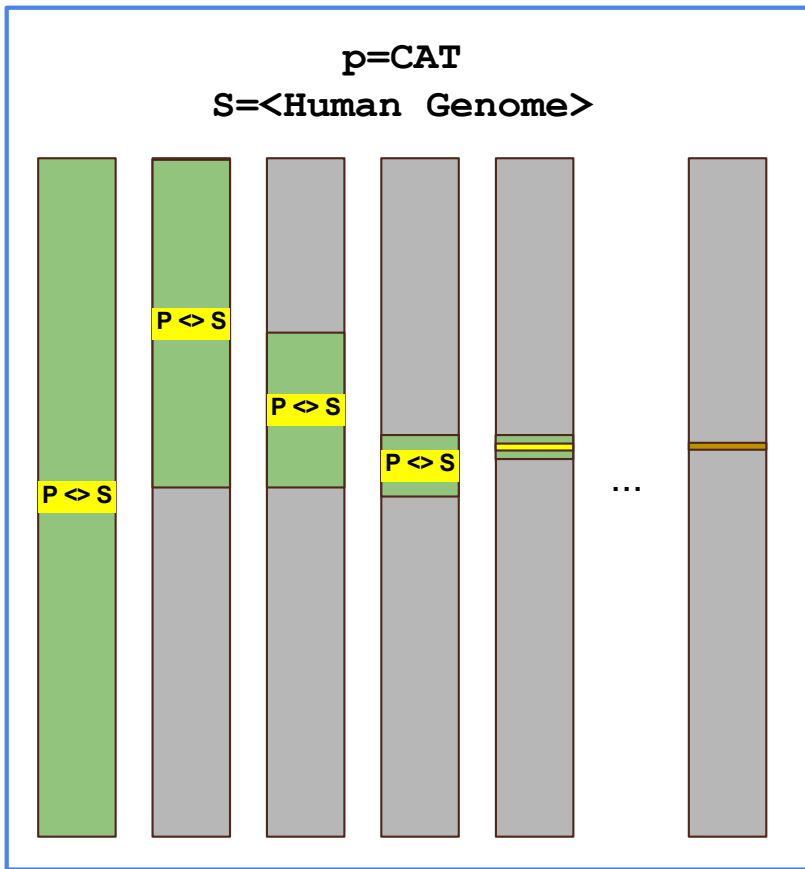 p=CAT
S=<Human Genome>
P <> S
P <> S
P <> S
P <> S
...